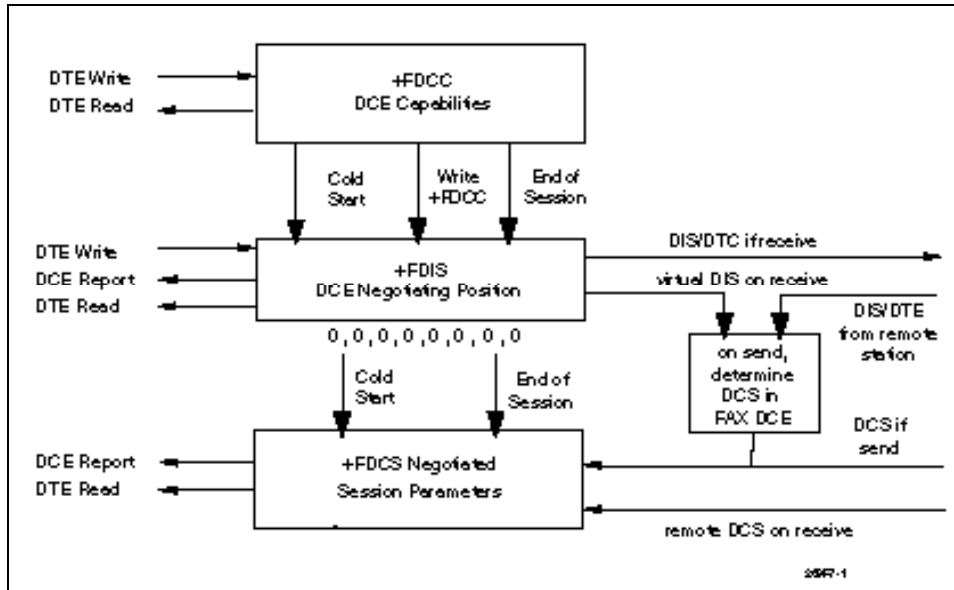 +FDCC
DCE Capabilities
DTE Write
DTE Read
Cold
Start
Write
+FDCC
End of
Session
DTE Write
DCE Report
DTE Read
+FDIS
DCE Negotiating Position
DIS/DTC if receive
virtual DIS on receive
DIS/DTE
from remote
station
0,0,0,0,0,0,0,0
Cold
Start
End of
Session
on send,
determine
DCS in
FAX DCE
DCS if
send
DCE Report
DTE Read
+FDCS Negotiated
Session Parameters
remote DCS on receive